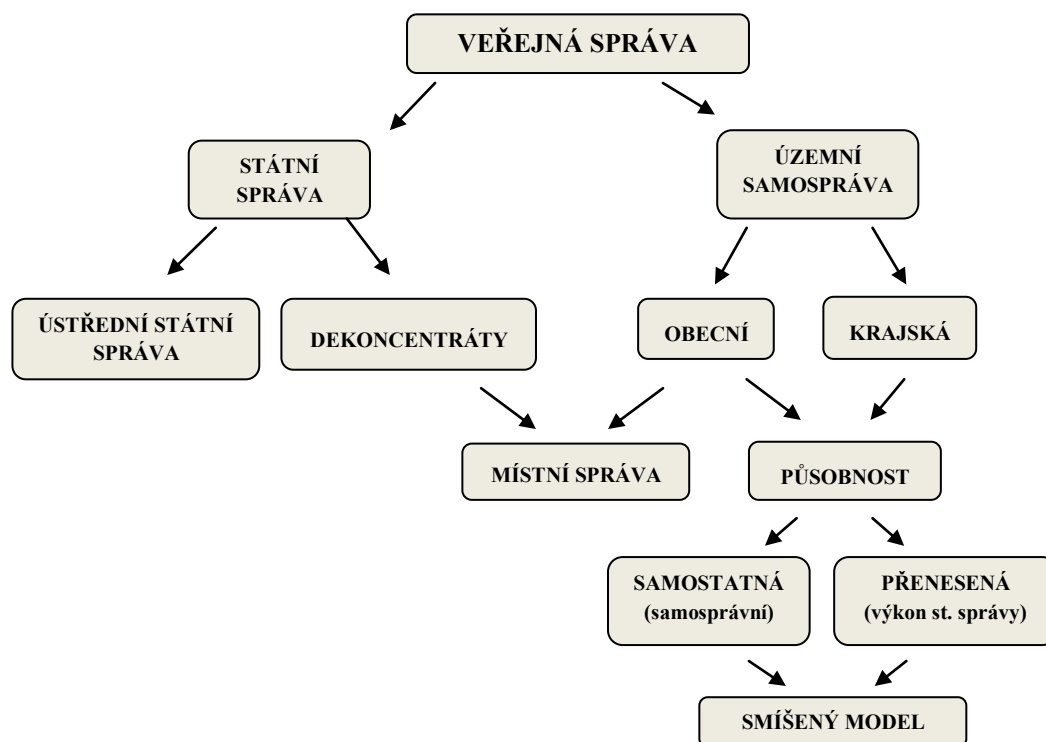 VEŘEJNÁ SPRÁVA
STÁTNÍ
SPRÁVA
ÚZEMNÍ
SAMOSPRÁVA
ÚSTŘEDNÍ STÁTNÍ
SPRÁVA
DEKONCENTRÁTY
OBECNÍ
KRAJSKÁ
MÍSTNÍ SPRÁVA
PŮSOBNOST
SAMOSTATNÁ
(samosprávní)
PŘENESENÁ
(výkon st. správy)
SMÍŠENÝ MODEL